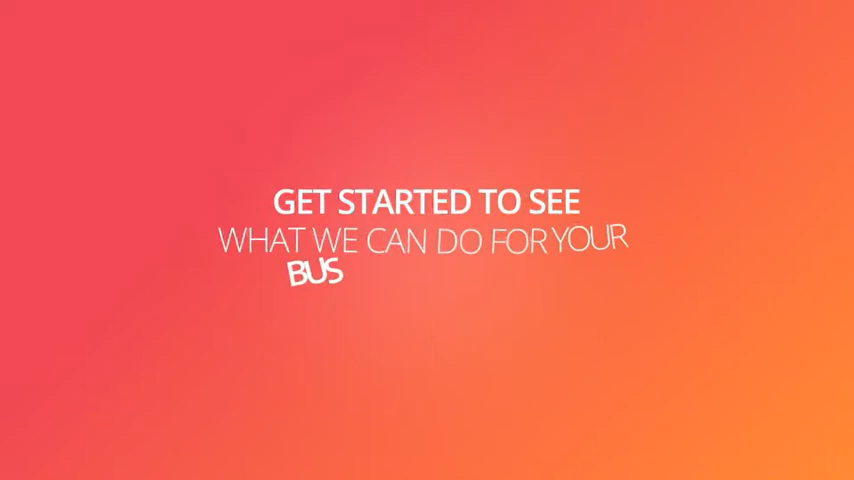 GET STARTED TO SEE
WHAT WE CAN DO FOR YOUR
BUS